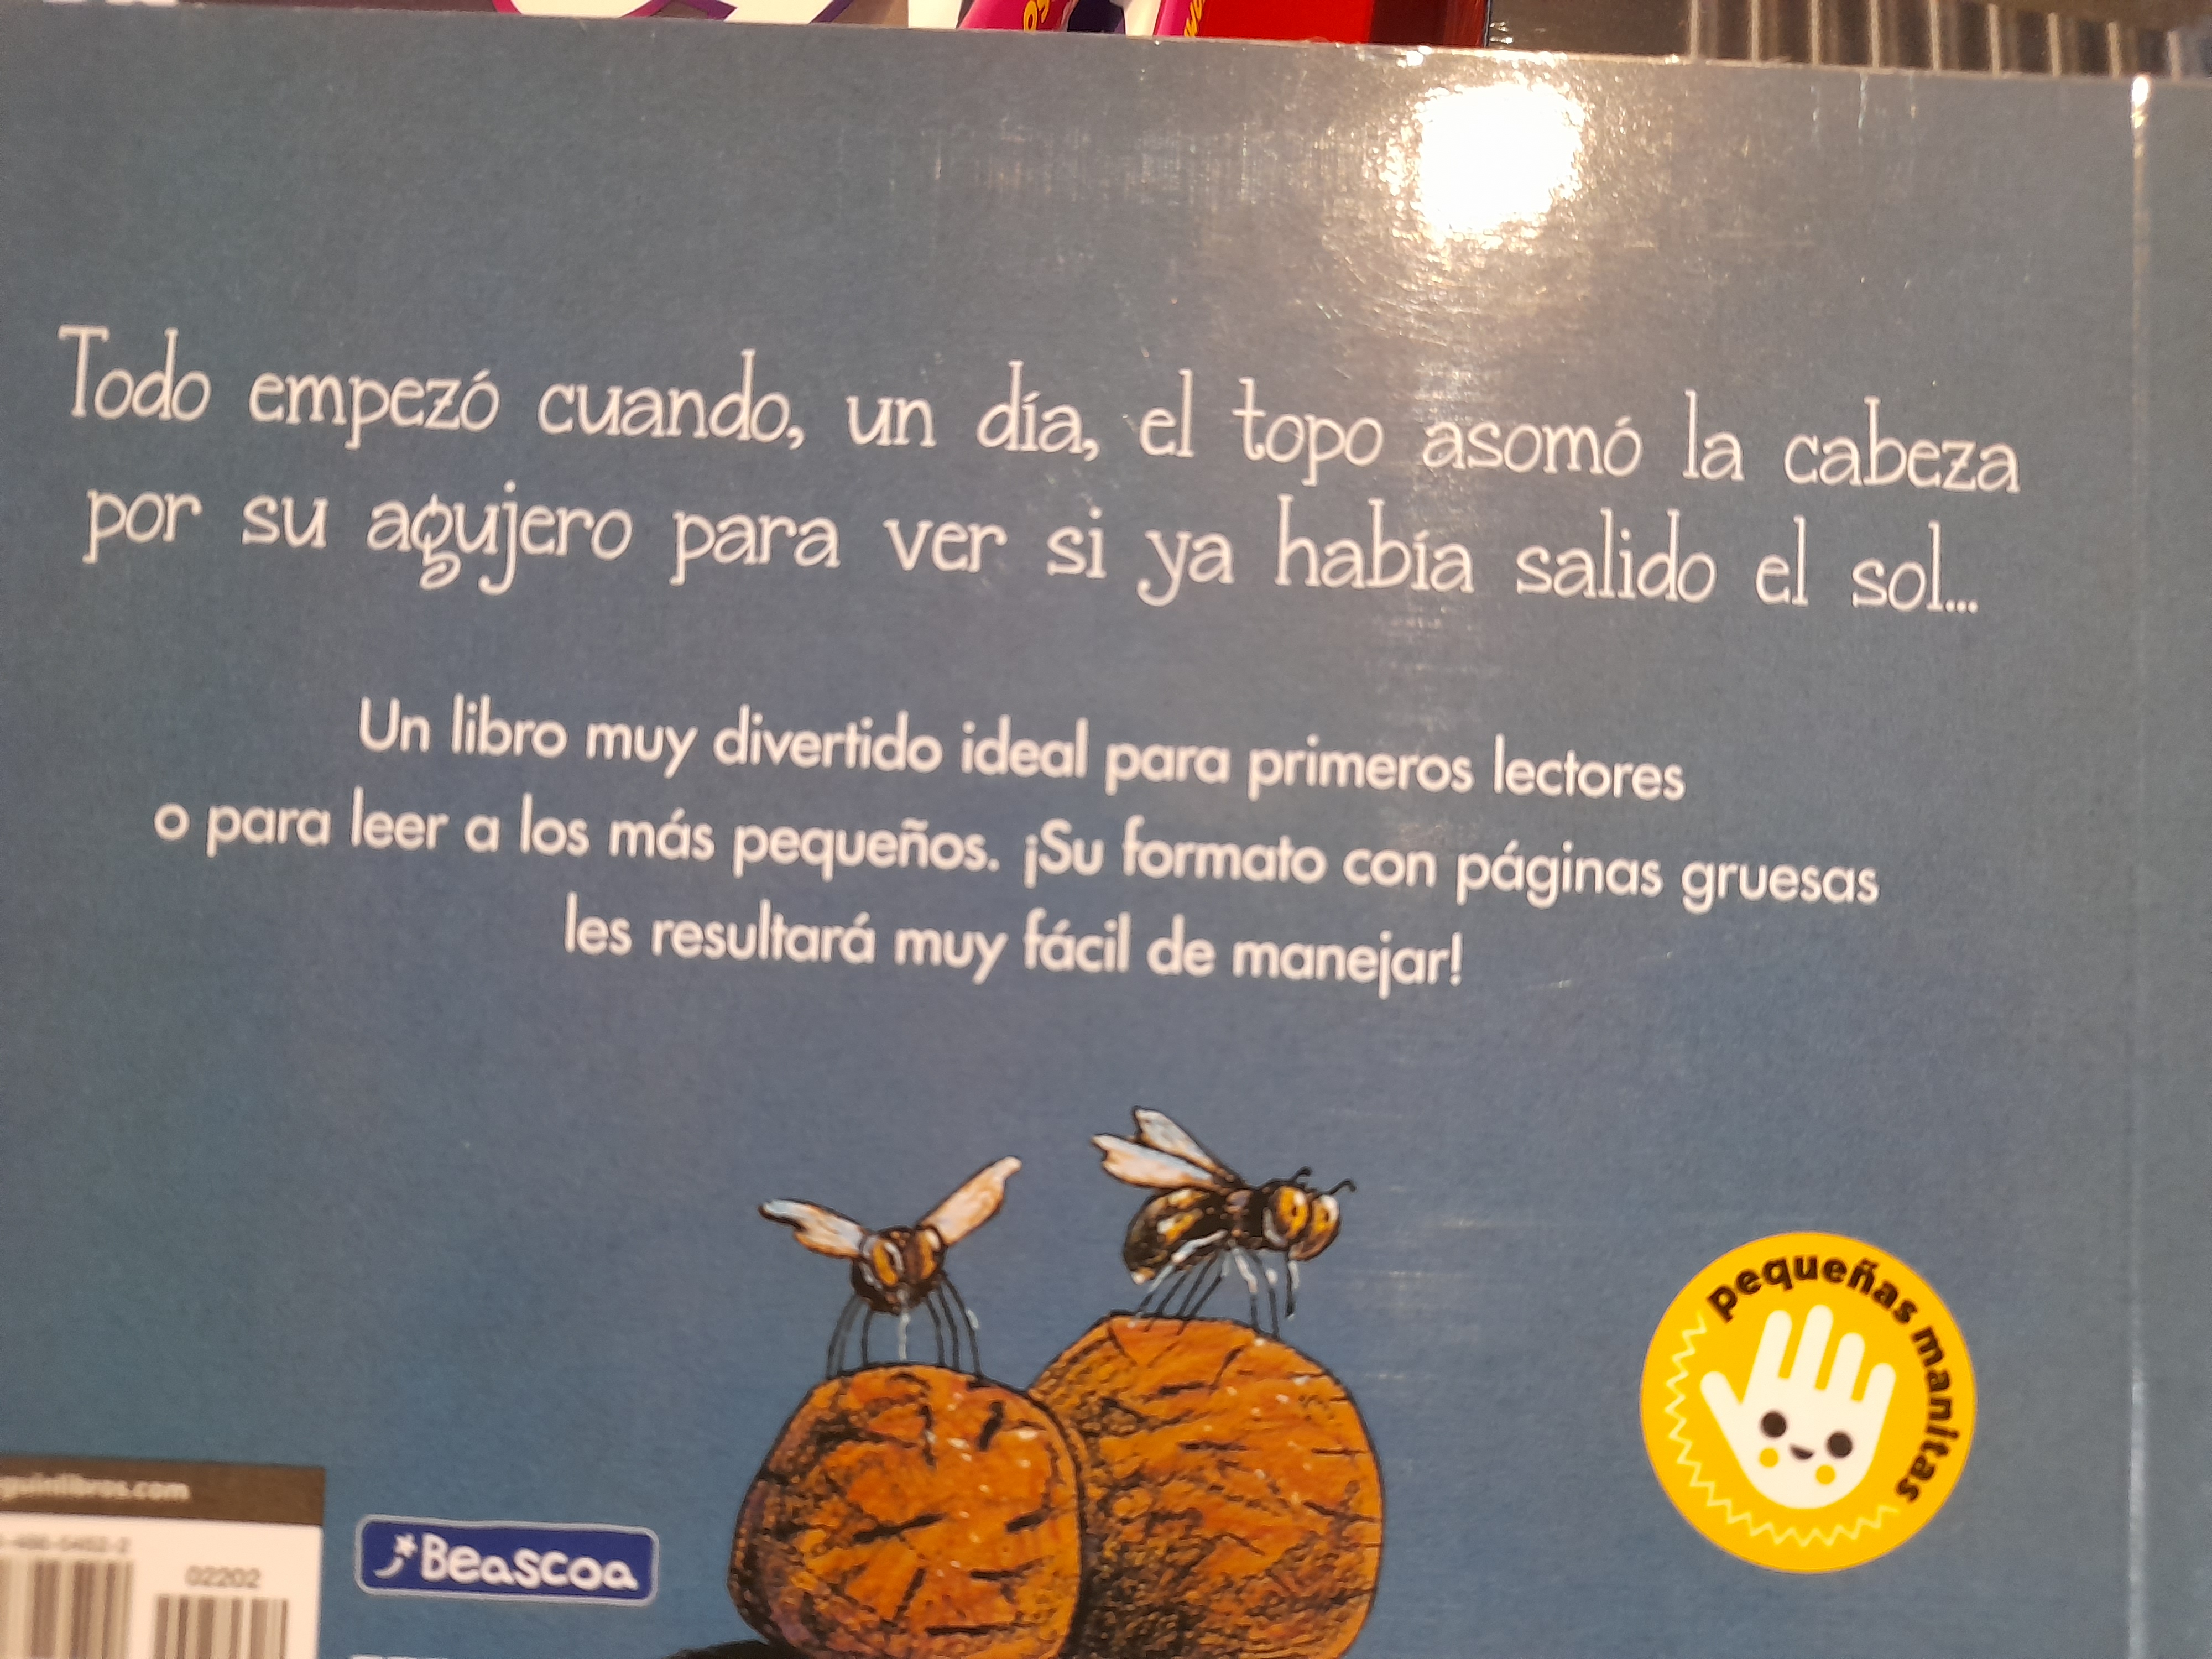 Todo empezó cuando, un día, el topo asomó la cabeza
por su agujero para ver si ya había salido el sol...
Un libro muy divertido ideal para primeros lectores
o para leer a los más pequeños. ¡Su formato con páginas gruesas
les resultará muy fácil de manejar!
pequeñas manitas
Beascoa
02202